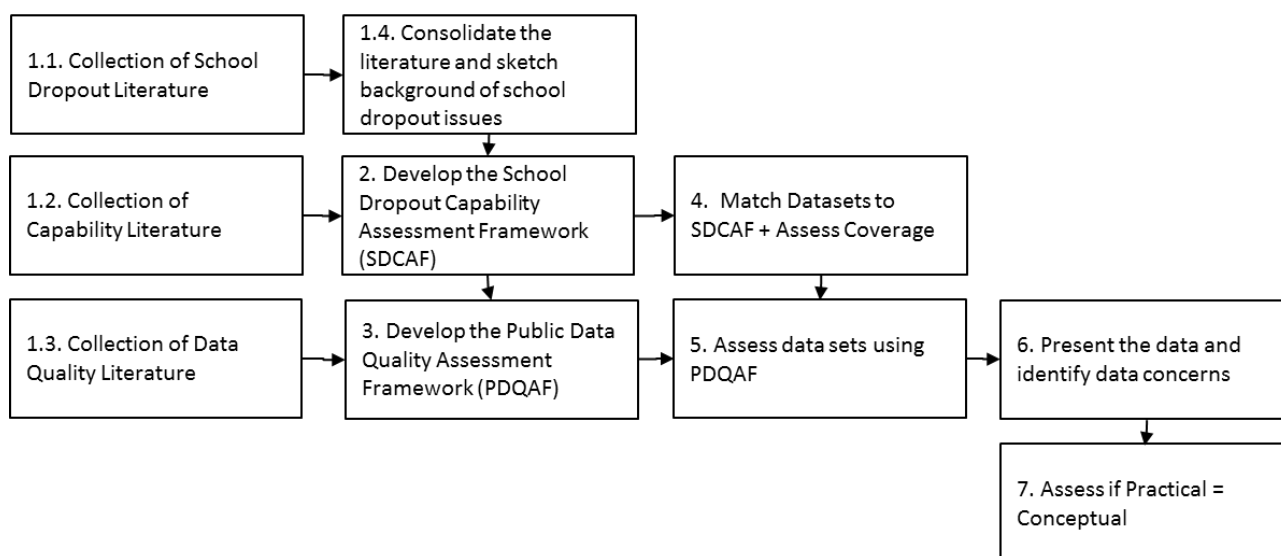 1.1. Collection of School
Dropout Literature
1.4. Consolidate the
literature and sketch
background of school
dropout issues
1.2. Collection of
Capability Literature
2. Develop the School
Dropout Capability
Assessment Framework
(SDCAF)
4.  Match Datasets to
SDCAF + Assess Coverage
1.3. Collection of Data
Quality Literature
3. Develop the Public Data
Quality Assessment
Framework (PDQAF)
5. Assess data sets using
PDQAF
6. Present the data and
identify data concerns
7. Assess if Practical =
Conceptual